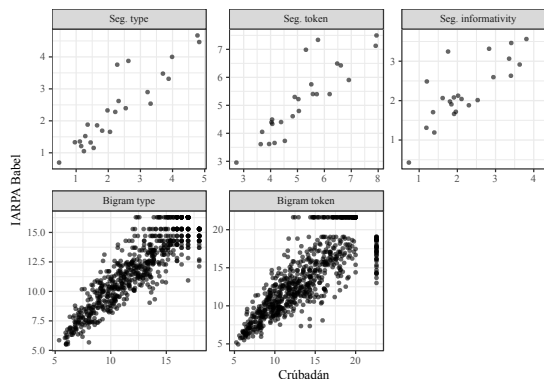 Seg. type
Seg. token
Seg. informativity
4
3
2
1
1 2 3 4 5
7
6
5
4
3
3 4 5 6 7 8
3
2
1
1 2 3 4
IARPA Babel
Bigram type
Bigram token
15.0
12.5
10.0
7.5
5.0
5 10 15
20
15
10
5
5 10 15 20
Crúbadán